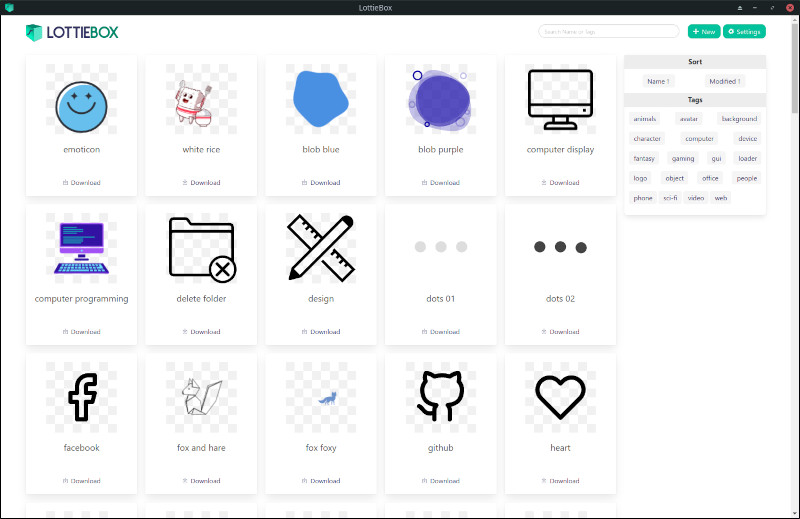 LottieBox
LOTTIEBOX
Search Name or Tags
New
Settings
emoticon
white rice
blob blue
blob purple
computer display
Download
Download
Download
Download
Download
Sort
Name ↑
Modified ↑
Tags
animals avatar background
character computer device
fantasy gaming gui loader
logo object office people
phone sci-fi video web
computer programming
delete folder
design
dots 01
dots 02
Download
Download
Download
Download
Download
facebook
fox and hare
fox foxy
github
heart
Download
Download
Download
Download
Download